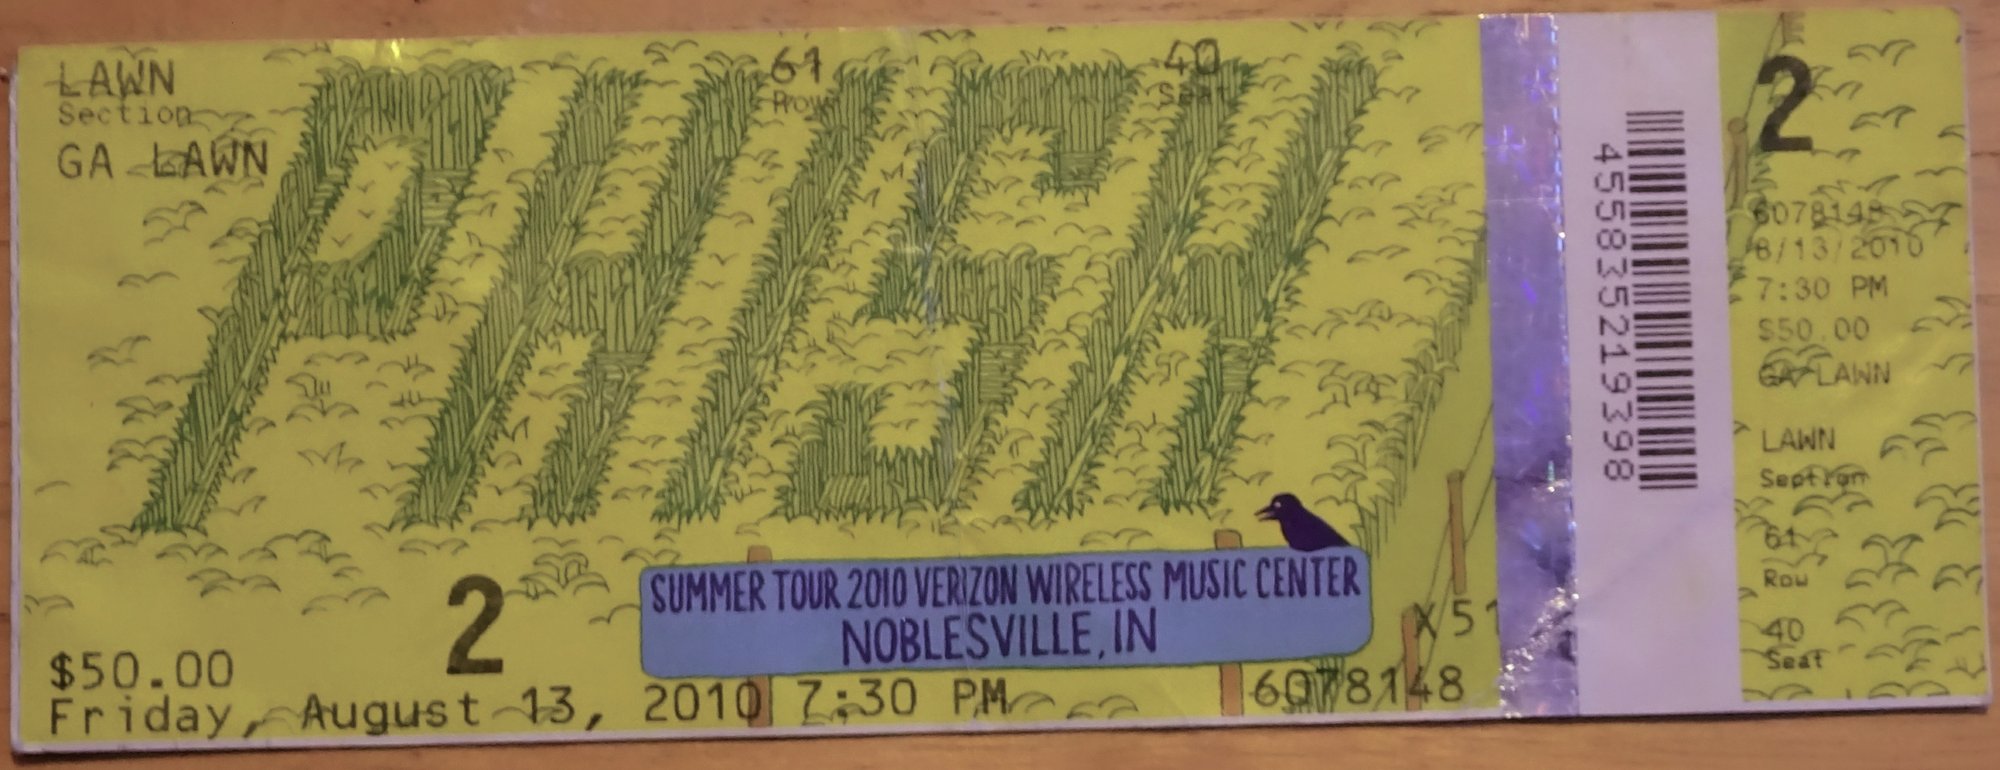 LAWN
Section
GA LAWN
61
Row
40
Seat
PHISH
2
SUMMER TOUR 2010 VERIZON WIRELESS MUSIC CENTER
NOBLESVILLE, IN
$50.00
Friday, August 13, 2010 7:30 PM
X51
6078148
455835219398
2
6078148
8/13/2010
7:30 PM
$50.00
GA LAWN
LAWN
Section
61
Row
40
Seat